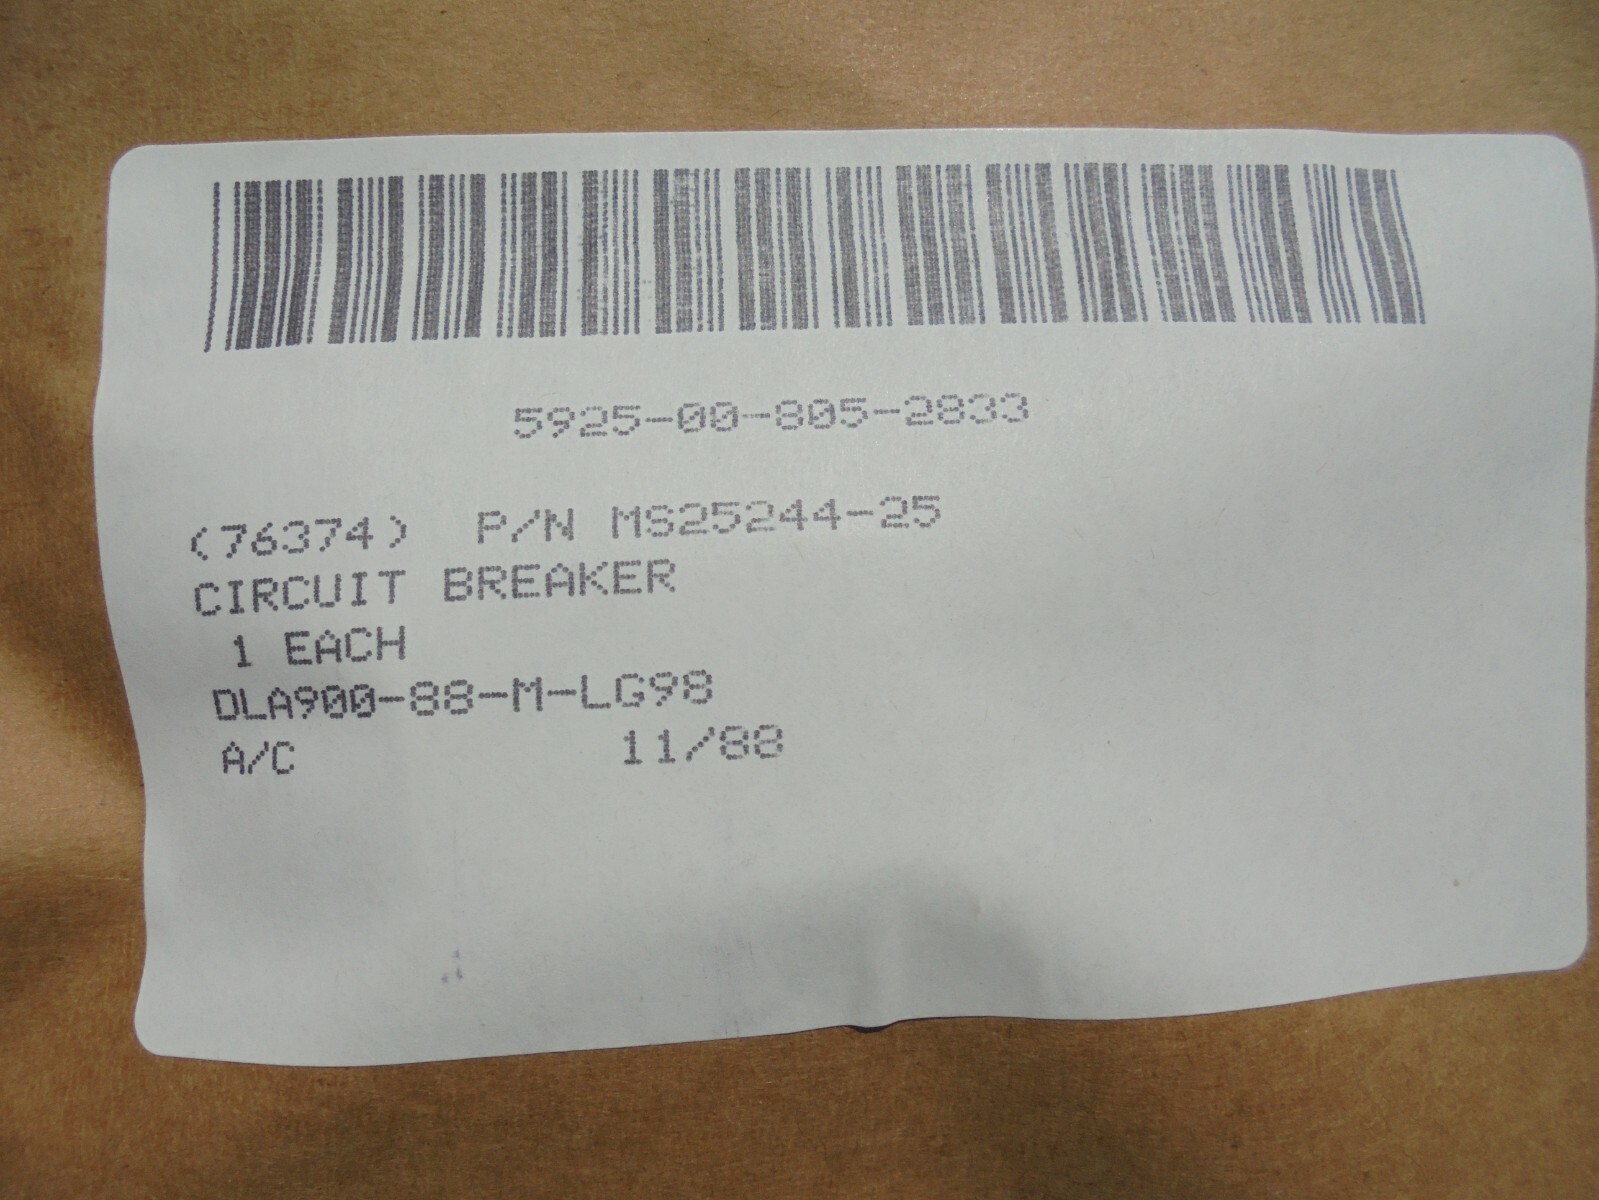 5925-00-805-2833
(76374) P/N MS25244-25
CIRCUIT BREAKER
1 EACH
DLA900-88-M-LG98
A/C 11/88